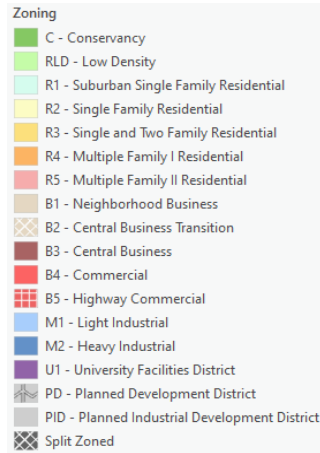 Zoning
C - Conservancy
RLD - Low Density
R1 - Suburban Single Family Residential
R2 - Single Family Residential
R3 - Single and Two Family Residential
R4 - Multiple Family I Residential
R5 - Multiple Family II Residential
B1 - Neighborhood Business
B2 - Central Business Transition
B3 - Central Business
B4 - Commercial
B5 - Highway Commercial
M1 - Light Industrial
M2 - Heavy Industrial
U1 - University Facilities District
PD - Planned Development District
PID - Planned Industrial Development District
Split Zoned